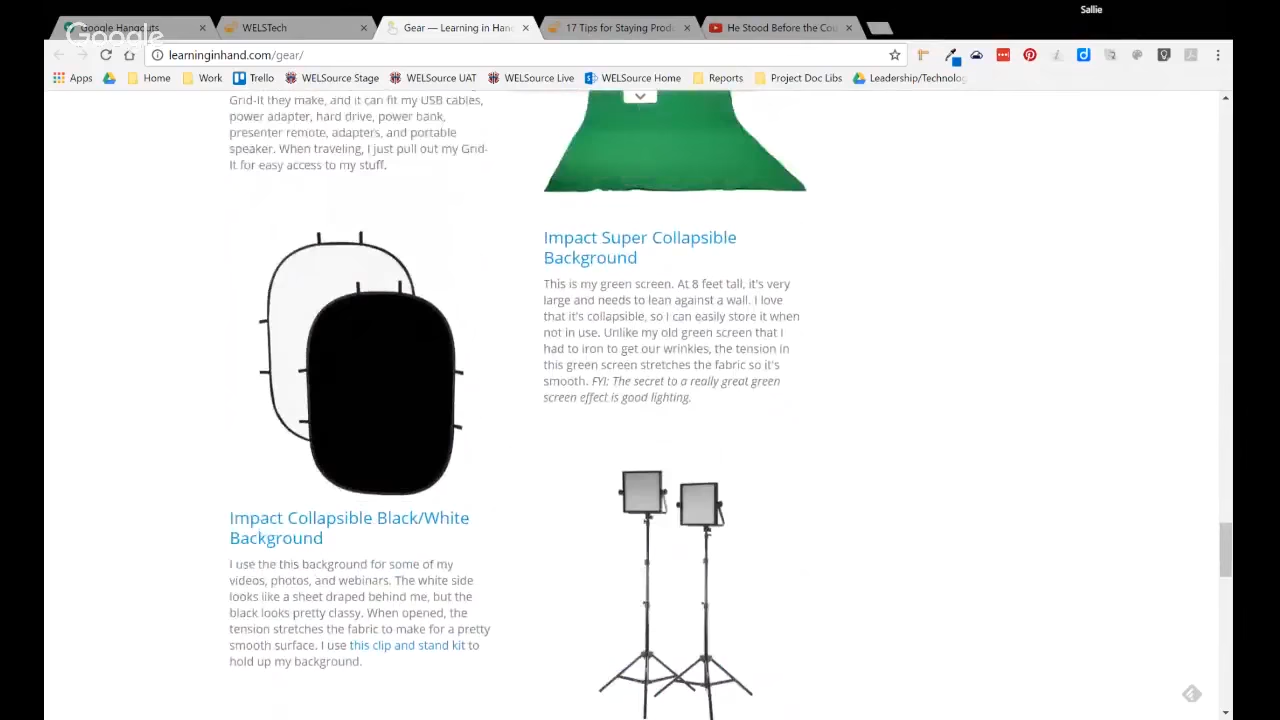 Sallie
Google Hangouts
WELSTech
Gear — Learning in Han
17 Tips for Staying Prod
He Stood Before the Cou
Google
learninginhand.com/gear/
Apps
Home
Work
Trello
WELSource Stage
WELSource UAT
WELSource Live
WELSource Home
Reports
Project Doc Libs
Leadership/Technolog
Grid-It they make, and it can fit my USB cables,
power adapter, hard drive, power bank,
presenter remote, adapters, and portable
speaker. When traveling, I just pull out my Grid-
It for easy access to my stuff.
Impact Super Collapsible
Background
This is my green screen. At 8 feet tall, it's very
large and needs to lean against a wall. I love
that it's collapsible, so I can easily store it when
not in use. Unlike my old green screen that I
had to iron to get our wrinkles, the tension in
this green screen stretches the fabric so it's
smooth. FYI: The secret to a really great green
screen effect is good lighting.
Impact Collapsible Black/White
Background
I use the this background for some of my
videos, photos, and webinars. The white side
looks like a sheet draped behind me, but the
black looks pretty classy. When opened, the
tension stretches the fabric to make for a pretty
smooth surface. I use this clip and stand kit to
hold up my background.